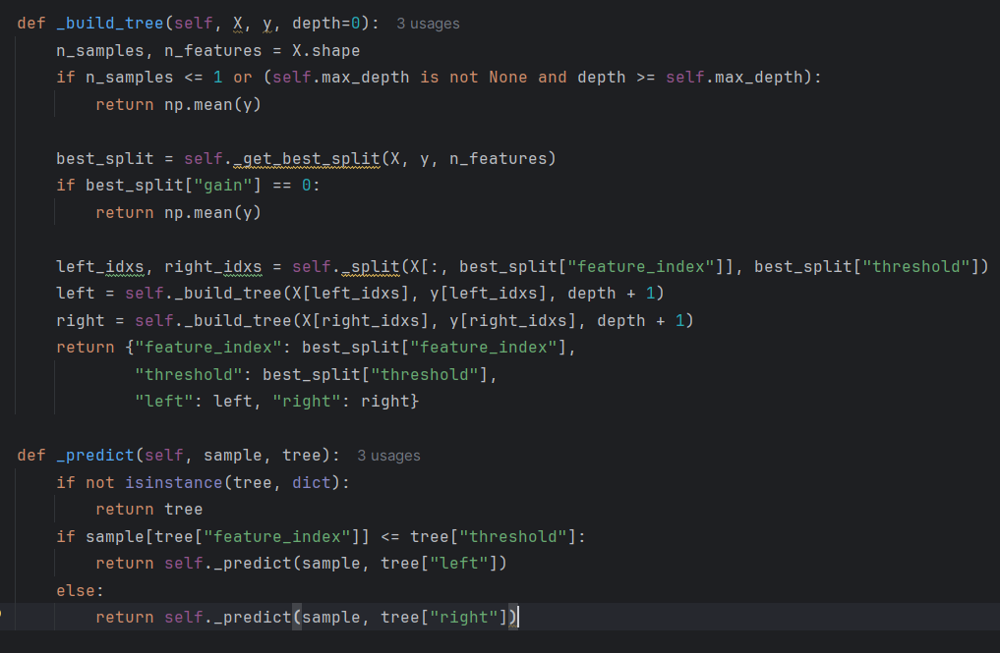 def _build_tree(self, X, y, depth=0): 3 usages
    n_samples, n_features = X.shape
    if n_samples <= 1 or (self.max_depth is not None and depth >= self.max_depth):
        return np.mean(y)

    best_split = self._get_best_split(X, y, n_features)
    if best_split["gain"] == 0:
        return np.mean(y)

    left_idxs, right_idxs = self._split(X[:, best_split["feature_index"]], best_split["threshold"])
    left = self._build_tree(X[left_idxs], y[left_idxs], depth + 1)
    right = self._build_tree(X[right_idxs], y[right_idxs], depth + 1)
    return {"feature_index": best_split["feature_index"],
            "threshold": best_split["threshold"],
            "left": left, "right": right}

def _predict(self, sample, tree): 3 usages
    if not isinstance(tree, dict):
        return tree
    if sample[tree["feature_index"]] <= tree["threshold"]:
        return self._predict(sample, tree["left"])
    else:
        return self._predict(sample, tree["right"])